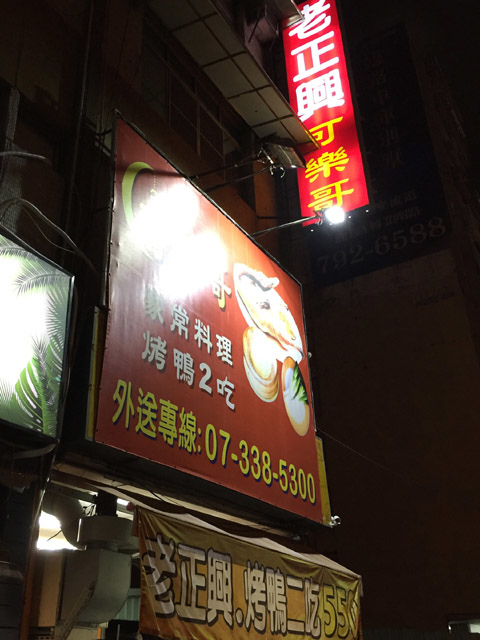 老正興可樂哥
792-6588
哥
家常料理
烤鴨2吃
外送專線:07-338-5300
老正興.烤鴨二吃55